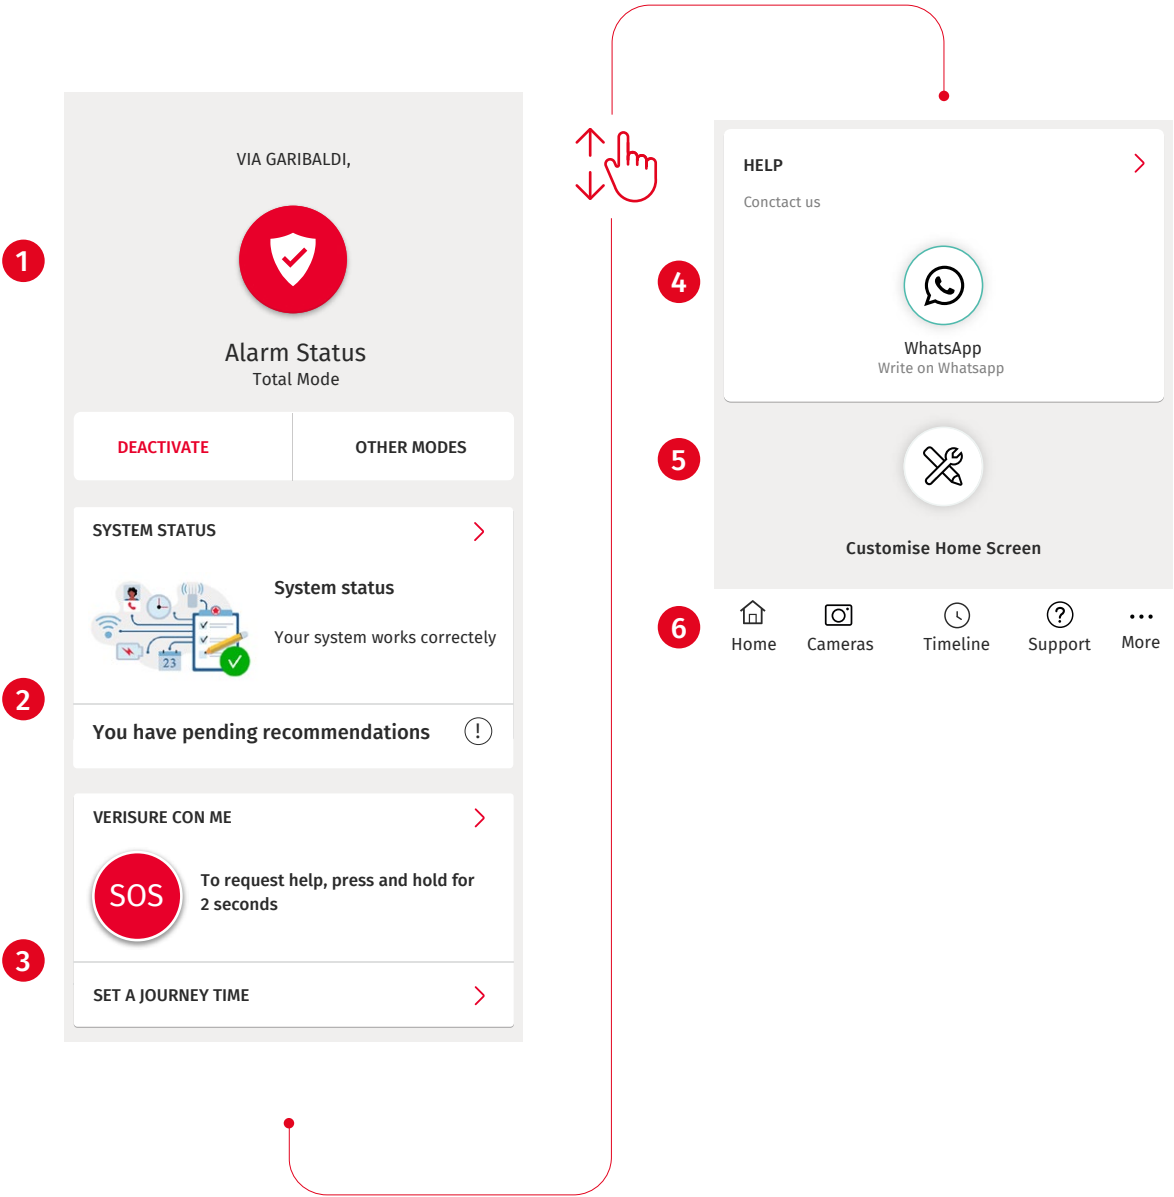 1
VIA GARIBALDI,
Alarm Status
Total Mode
DEACTIVATE
OTHER MODES
2
SYSTEM STATUS
System status
Your system works correctely
23
You have pending recommendations
3
VERISURE CON ME
SOS
To request help, press and hold for
2 seconds
SET A JOURNEY TIME
4
HELP
Conctact us
WhatsApp
Write on Whatsapp
5
Customise Home Screen
6
Home
Cameras
Timeline
Support
More